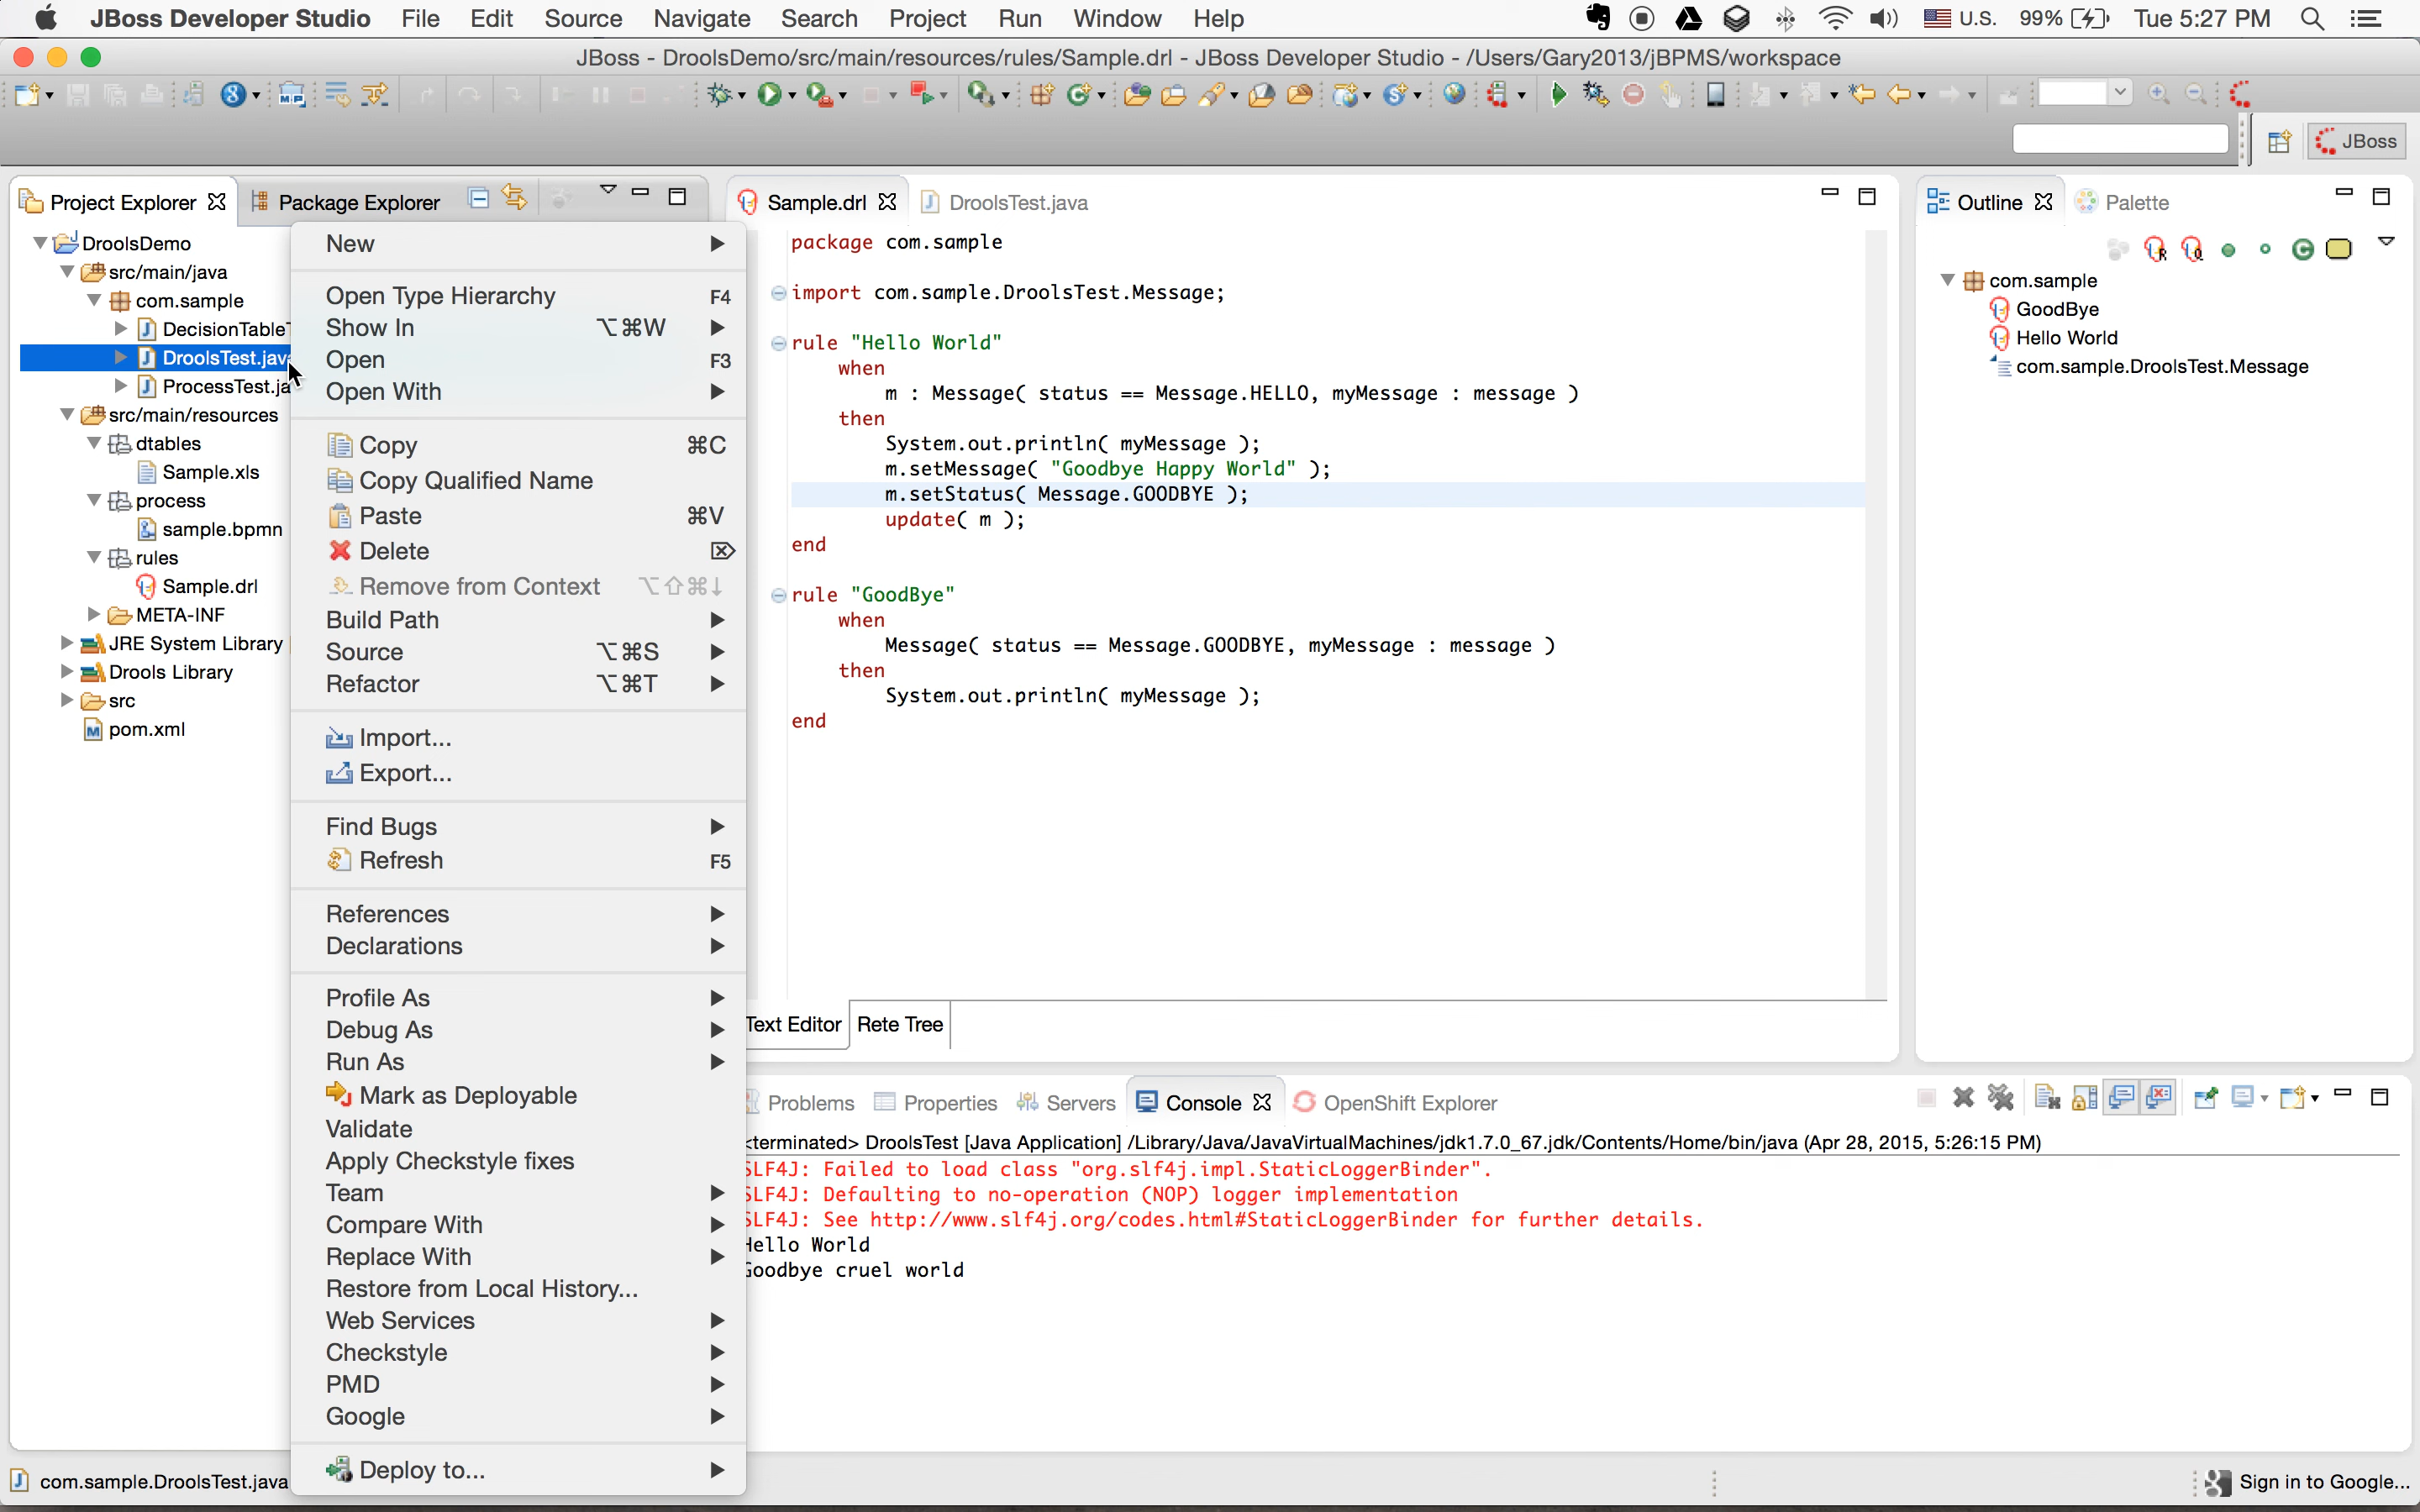 JBoss Developer Studio File Edit Source Navigate Search Project Run Window Help U.S. 99% Tue 5:27 PM
JBoss - DroolsDemo/src/main/resources/rules/Sample.drl - JBoss Developer Studio - /Users/Gary2013/jBPMS/workspace
JBoss
Project Explorer Package Explorer
DroolsDemo
src/main/java
com.sample
DecisionTable
DroolsTest.java
ProcessTest.ja
src/main/resources
dtables
Sample.xls
process
sample.bpmn
rules
Sample.drl
META-INF
JRE System Library
Drools Library
src
pom.xml
New
Open Type Hierarchy F4
Show In ⌥⌘W
Open F3
Open With
Copy ⌘C
Copy Qualified Name
Paste ⌘V
Delete ⌦
Remove from Context ⌥⇧⌘↓
Build Path
Source ⌥⌘S
Refactor ⌥⌘T
Import...
Export...
Find Bugs
Refresh F5
References
Declarations
Profile As
Debug As
Run As
Mark as Deployable
Validate
Apply Checkstyle fixes
Team
Compare With
Replace With
Restore from Local History...
Web Services
Checkstyle
PMD
Google
Deploy to...
Sample.drl DroolsTest.java
package com.sample
import com.sample.DroolsTest.Message;
rule "Hello World"
when
m : Message( status == Message.HELLO, myMessage : message )
then
System.out.println( myMessage );
m.setMessage( "Goodbye Happy World" );
m.setStatus( Message.GOODBYE );
update( m );
end
rule "GoodBye"
when
Message( status == Message.GOODBYE, myMessage : message )
then
System.out.println( myMessage );
end
Text Editor Rete Tree
Outline Palette
com.sample
GoodBye
Hello World
com.sample.DroolsTest.Message
Problems Properties Servers Console OpenShift Explorer
<terminated> DroolsTest [Java Application] /Library/Java/JavaVirtualMachines/jdk1.7.0_67.jdk/Contents/Home/bin/java (Apr 28, 2015, 5:26:15 PM)
SLF4J: Failed to load class "org.slf4j.impl.StaticLoggerBinder".
SLF4J: Defaulting to no-operation (NOP) logger implementation
SLF4J: See http://www.slf4j.org/codes.html#StaticLoggerBinder for further details.
Hello World
Goodbye cruel world
com.sample.DroolsTest.java
Sign in to Google...